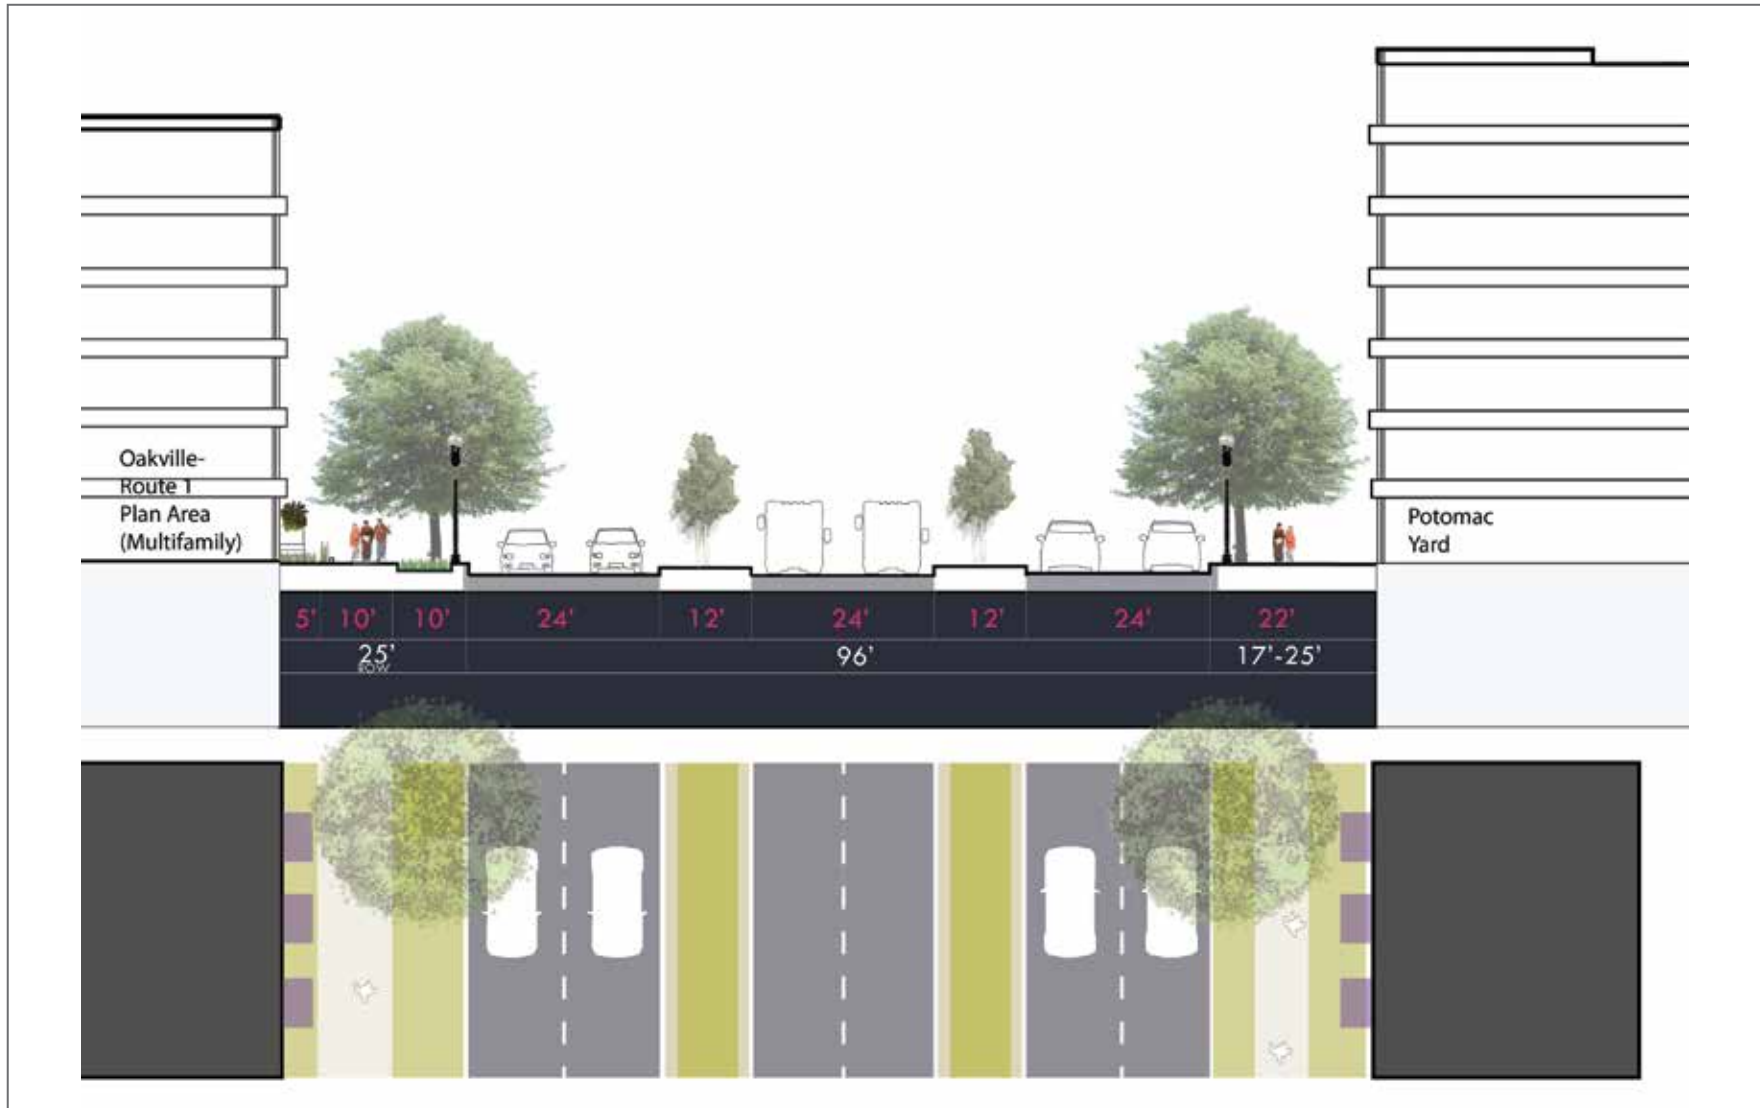 Oakville-
Route 1
Plan Area
(Multifamily)
Potomac
Yard
5' 10' 10' 24' 12' 24' 12' 24' 22'
25' 96' 17'-25'
ROW